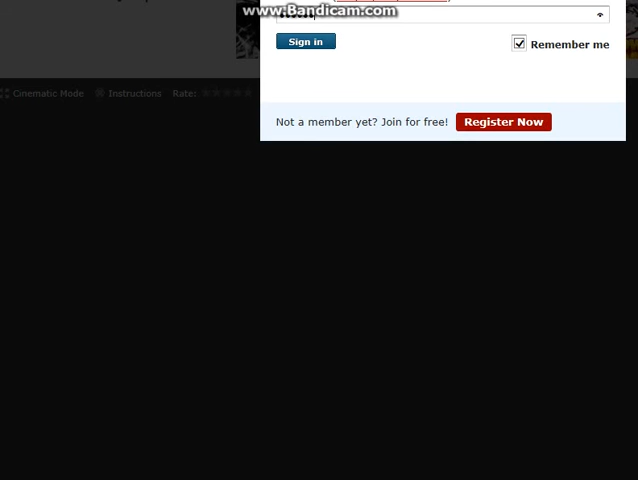 www.Bandicam.com
Sign in
Remember me
Cinematic Mode
Instructions
Rate:
Not a member yet? Join for free!
Register Now